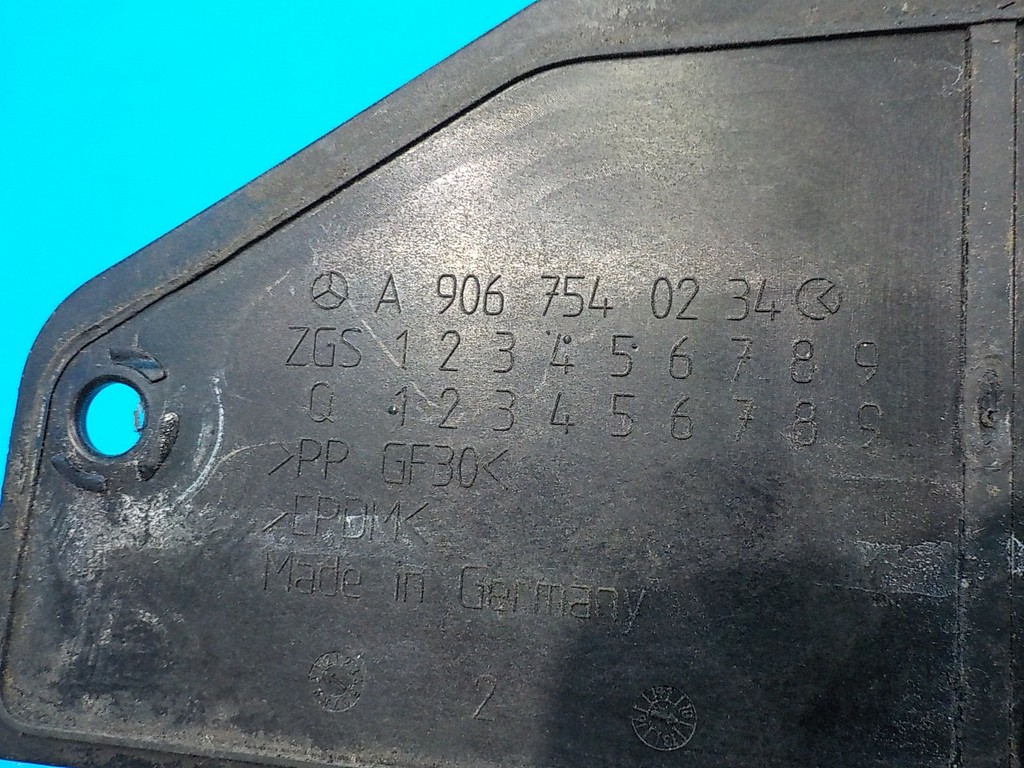 A 906 754 02 34
ZGS 1 2 3 4 5 6 7 8 9
Q 1 2 3 4 5 6 7 8 9
>PP GF30<
>EPDM<
Made in Germany
2